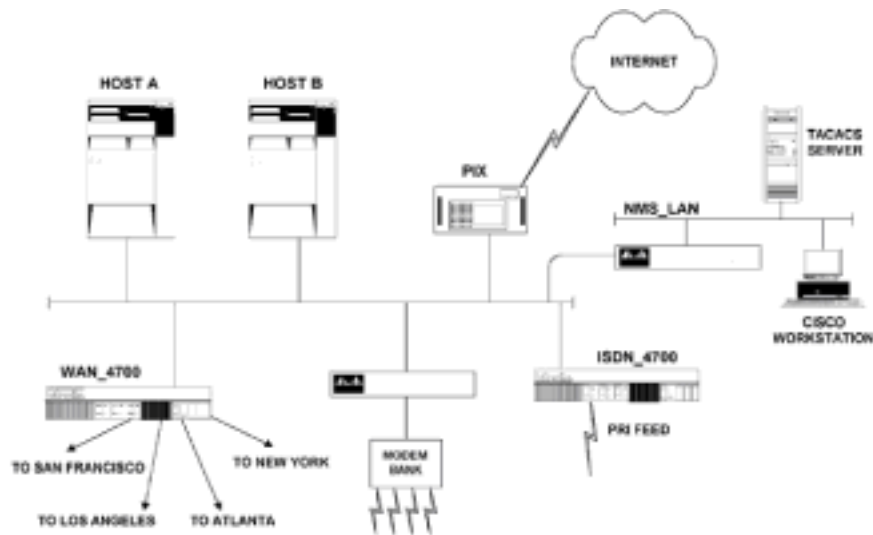 INTERNET
HOST A
HOST B
TACACS
SERVER
PIX
NMS_LAN
CISCO
WORKSTATION
WAN_4700
ISDN_4700
PRI FEED
MODEM
BANK
TO SAN FRANCISCO
TO NEW YORK
TO LOS ANGELES
TO ATLANTA